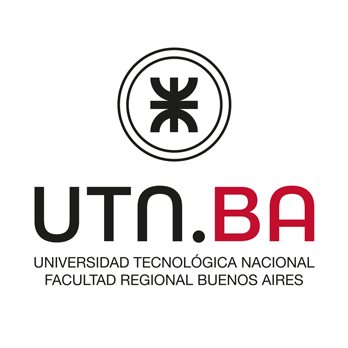 UTN.BA
UNIVERSIDAD TECNOLÓGICA NACIONAL
FACULTAD REGIONAL BUENOS AIRES